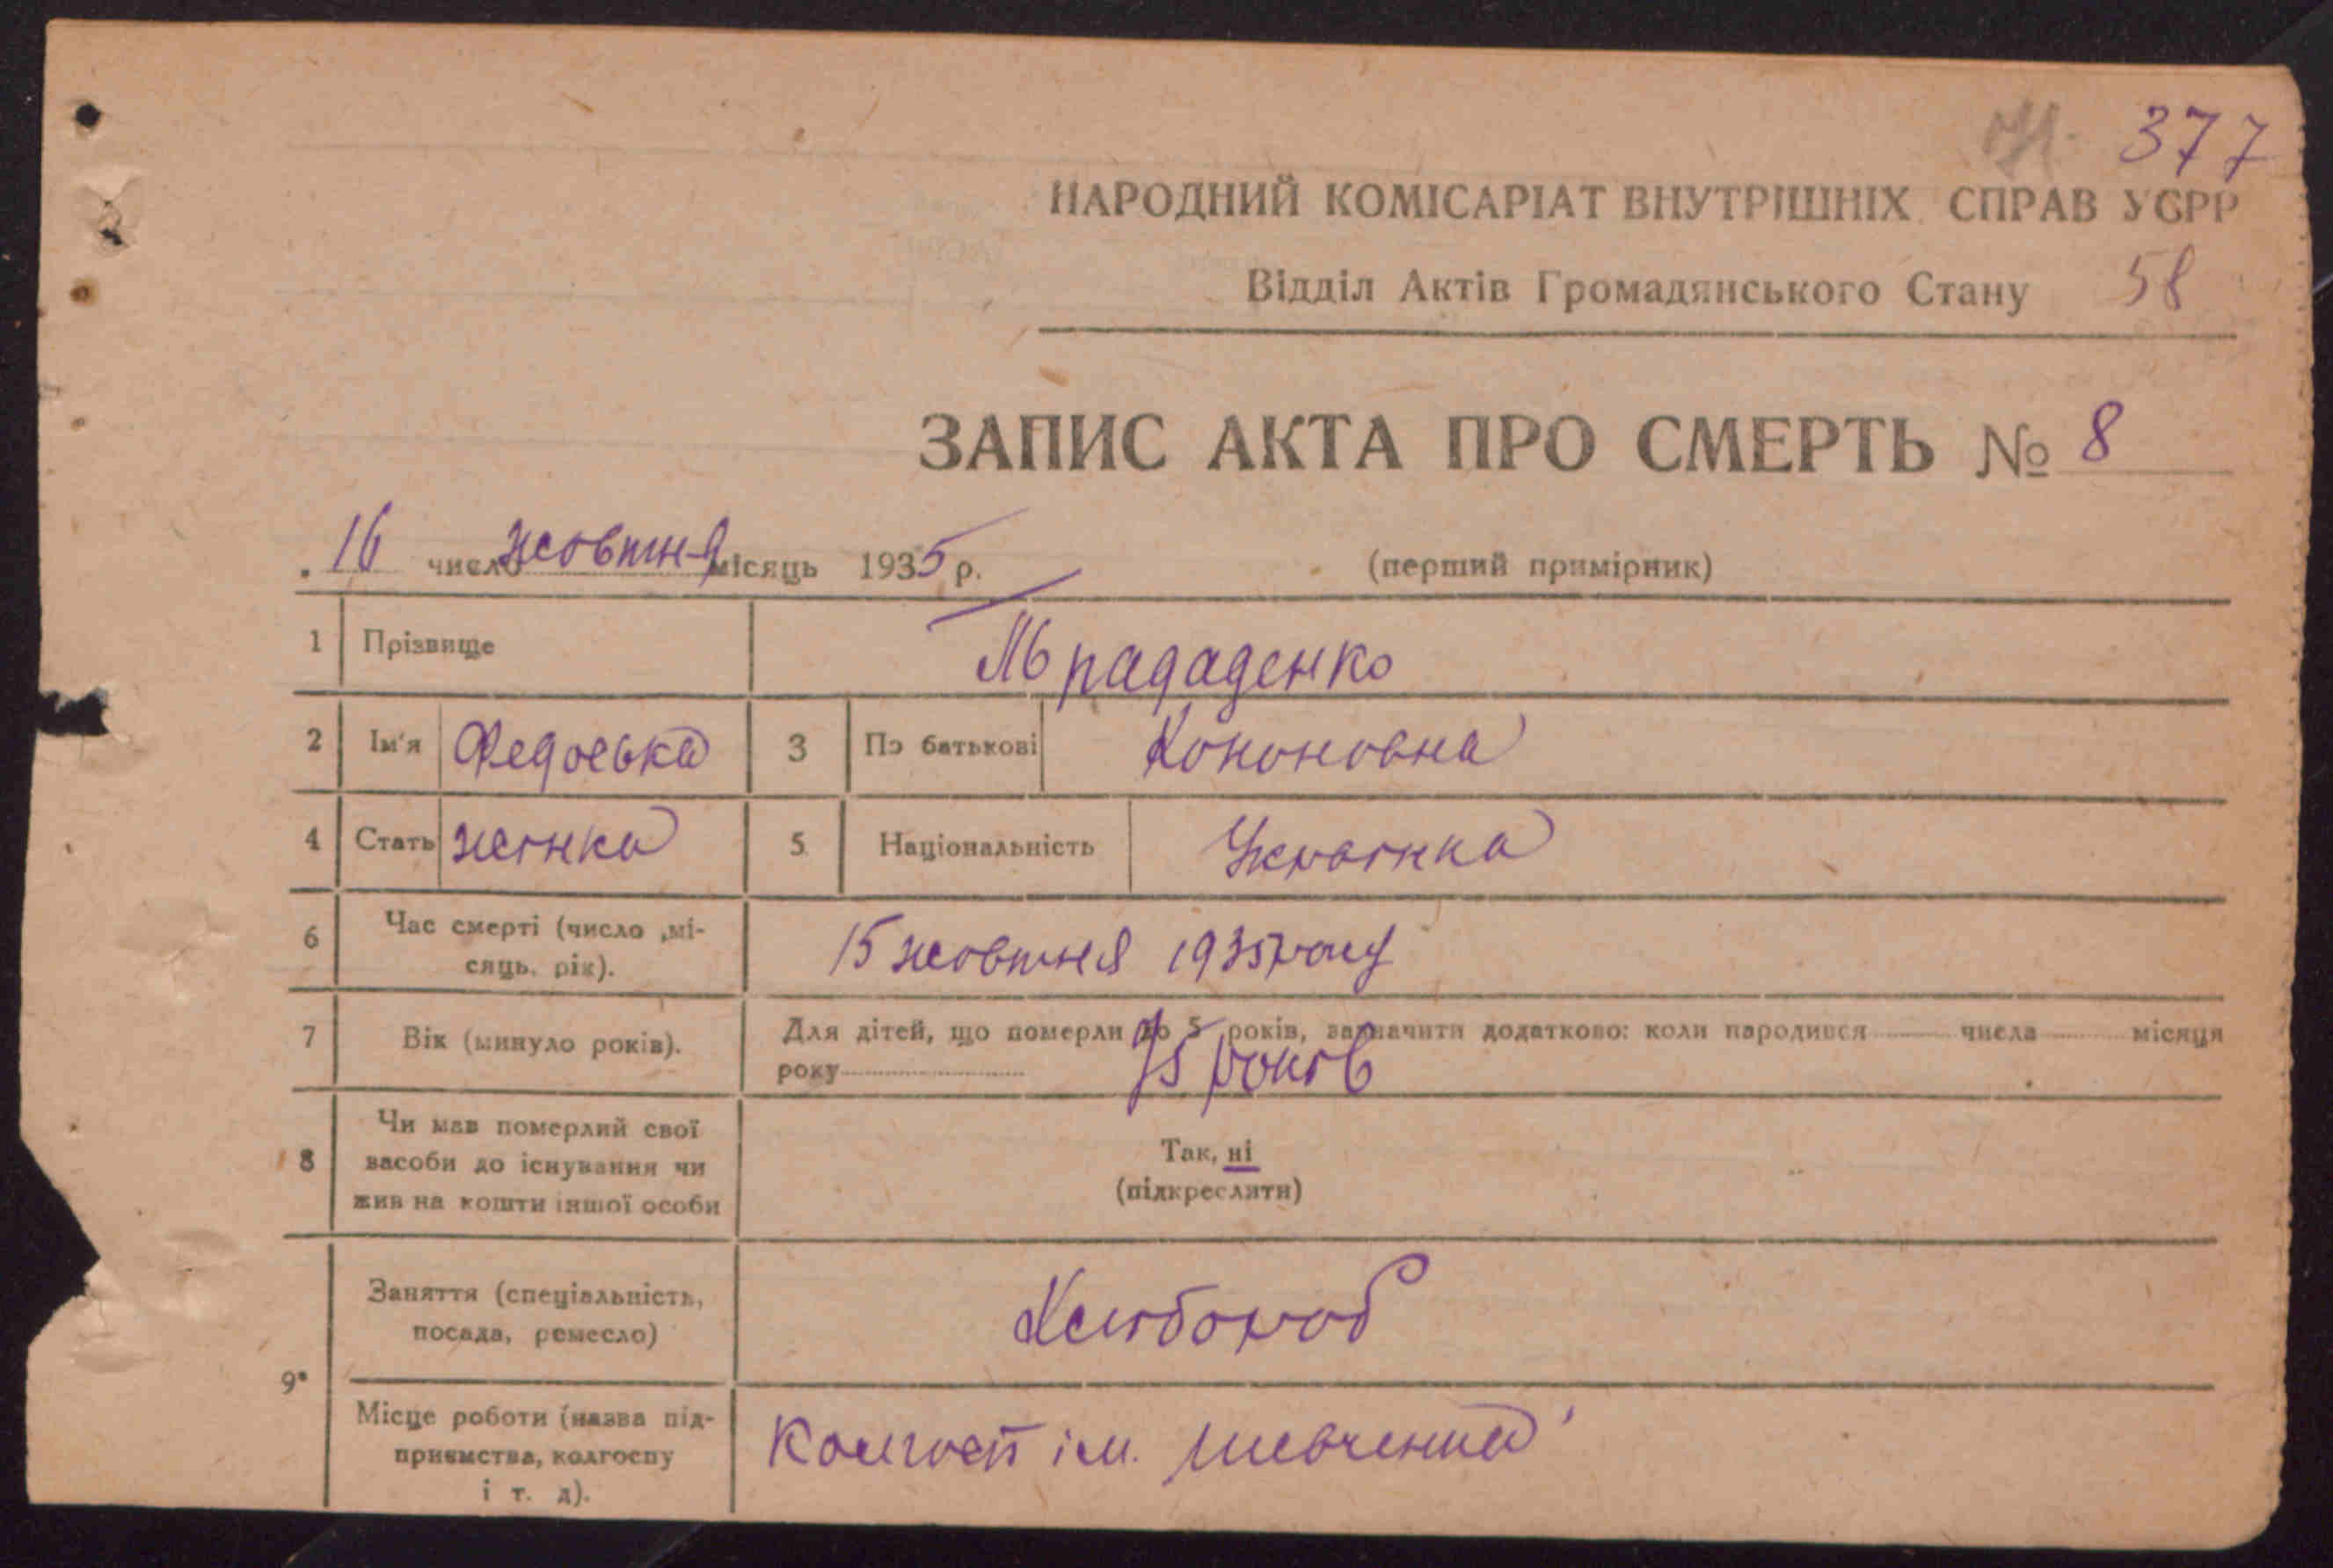 377
НАРОДНИЙ КОМІСАРІАТ ВНУТРІШНІХ СПРАВ УСРР
Відділ Актів Громадянського Стану 58
ЗАПИС АКТА ПРО СМЕРТЬ № 8
16 число жовтня місяць 1935 р. (перший примірник)
1 Прізвище
2 Ім'я Федоська 3 По батькові Кононовна
4 Стать жінка 5 Національність Українка
6 Час смерті (число ,мі-
сяць, рік). 15 жовтня 1935 року
7 Вік (минуло років). Для дітей, що померли до 5 років, зазначити додатково: коли народився числа місяця
року 75 років
8 Чи мав померлий свої
засоби до існування чи
жив на кошти іншої особи
Так, ні
(підкреслити)
9 Заняття (спеціальність,
посада, ремесло) Хлібороб
Місце роботи (назва під-
приємства, колгоспу
і т. д). Колгосп ім. Шевченка